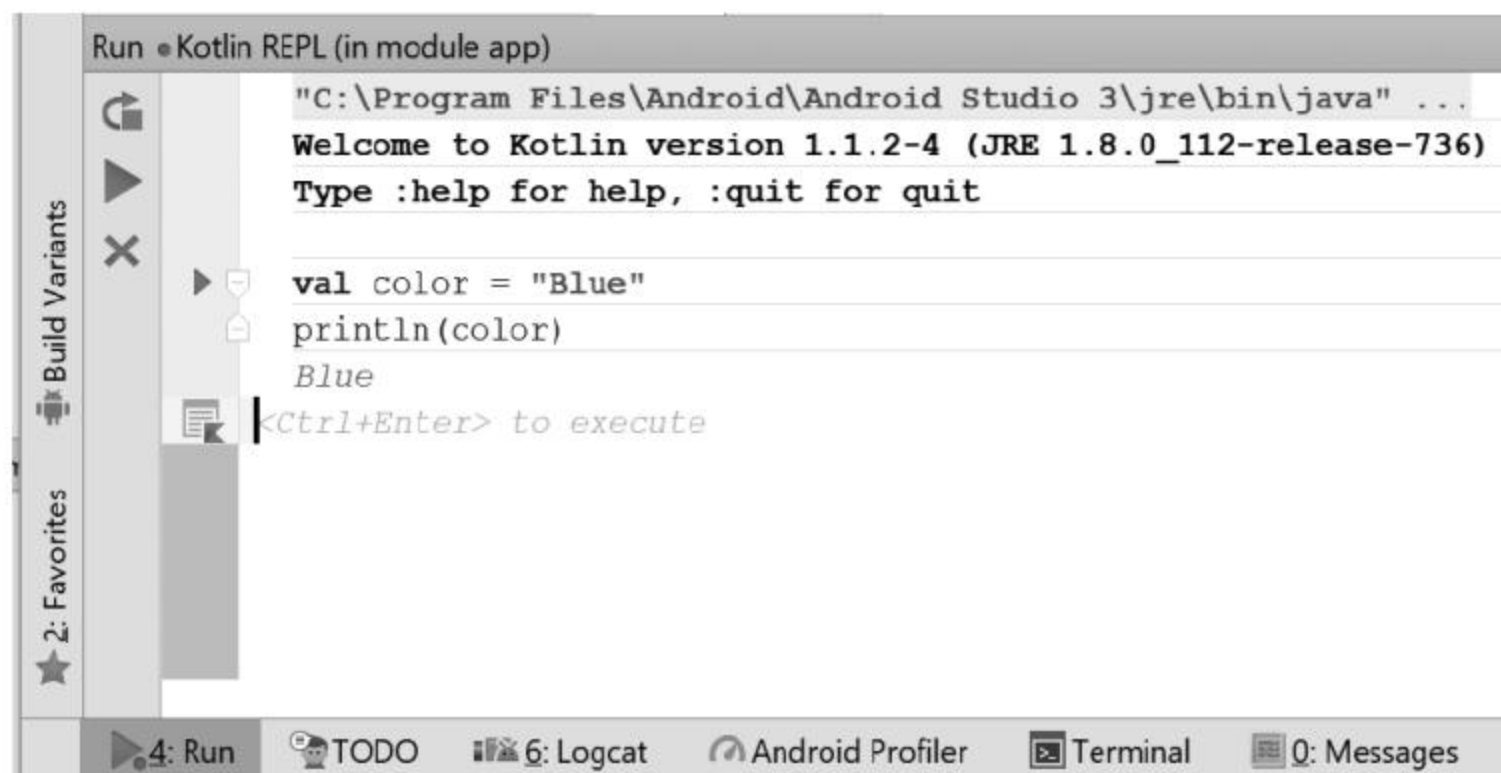 Run Kotlin REPL (in module app)
"C:\Program Files\Android\Android Studio 3\jre\bin\java" ...
Welcome to Kotlin version 1.1.2-4 (JRE 1.8.0_112-release-736)
Type :help for help, :quit for quit
val color = "Blue"
println(color)
Blue
<Ctrl+Enter> to execute
Build Variants
2: Favorites
4: Run TODO 6: Logcat Android Profiler Terminal 0: Messages